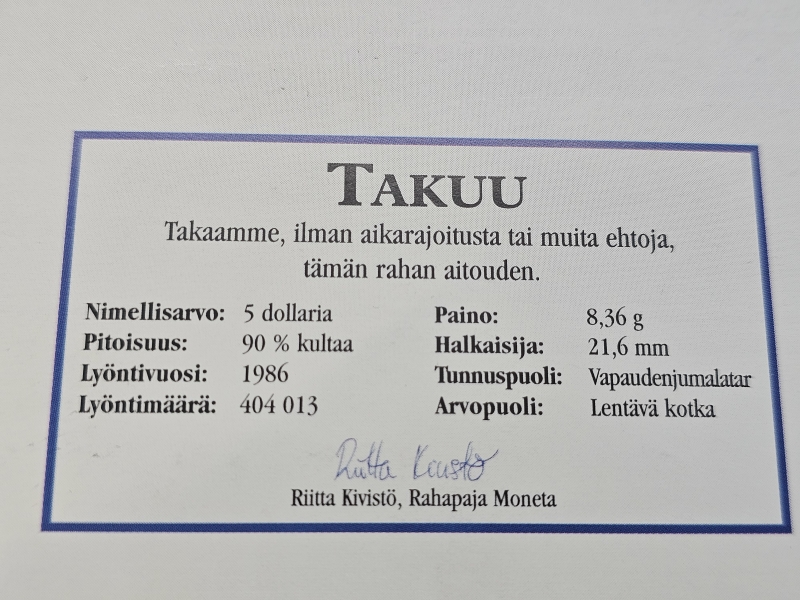 TAKUU
Takaamme, ilman aikarajoitusta tai muita ehtoja,
tämän rahan aitouden.
Nimellisarvo: 5 dollaria
Pitoisuus: 90 % kultaa
Lyöntivuosi: 1986
Lyöntimäärä: 404 013
Paino: 8,36 g
Halkaisija: 21,6 mm
Tunnuspuoli: Vapaudenjumalatar
Arvopuoli: Lentävä kotka
Riitta Kivistö
Riitta Kivistö, Rahapaja Moneta